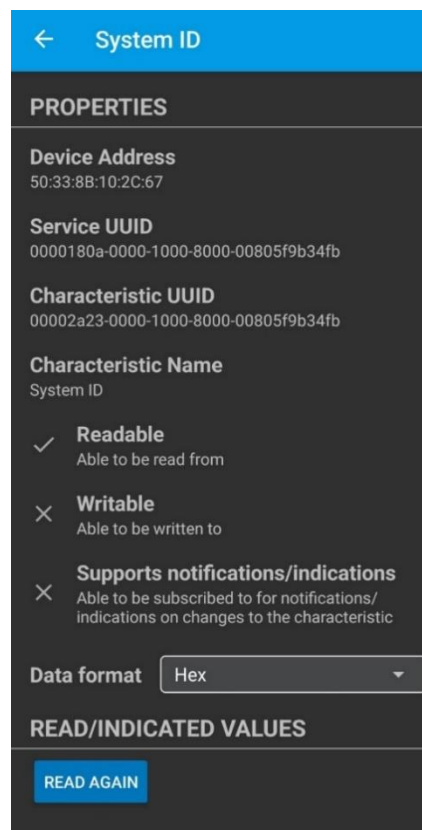 System ID
PROPERTIES
Device Address
50:33:8B:10:2C:67
Service UUID
0000180a-0000-1000-8000-00805f9b34fb
Characteristic UUID
00002a23-0000-1000-8000-00805f9b34fb
Characteristic Name
System ID
Readable
Able to be read from
Writable
Able to be written to
Supports notifications/indications
Able to be subscribed to for notifications/
indications on changes to the characteristic
Data format Hex
READ/INDICATED VALUES
READ AGAIN